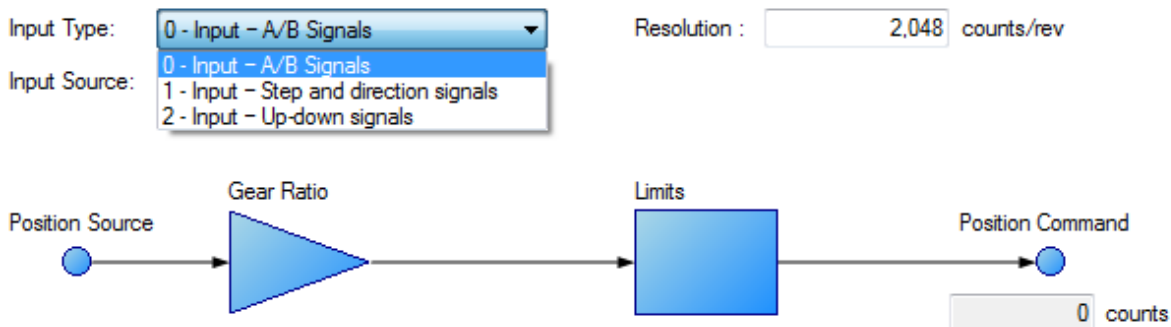 Input Type: 0 - Input – A/B Signals Resolution : 2,048 counts/rev
0 - Input – A/B Signals
Input Source: 1 - Input – Step and direction signals
2 - Input – Up-down signals
Gear Ratio Limits
Position Source Position Command
0 counts